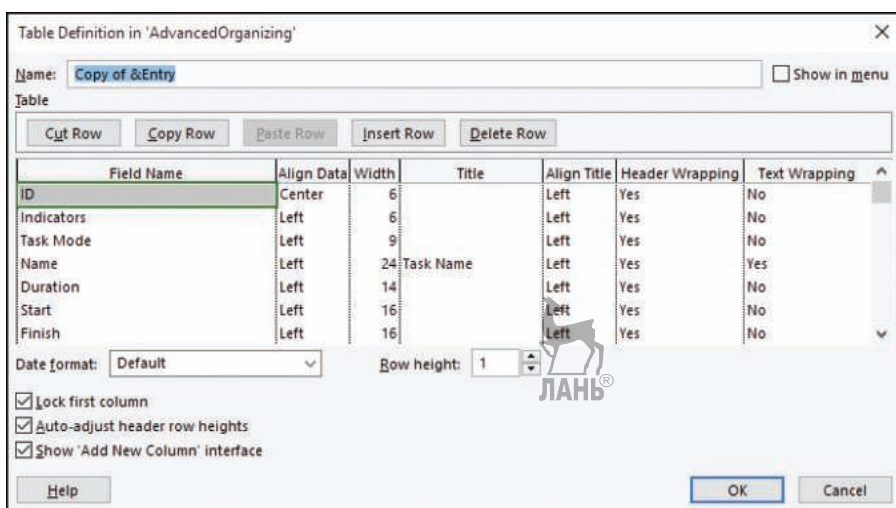 Table Definition in 'AdvancedOrganizing'
Name: Copy of &Entry Show in menu
Table
Cut Row Copy Row Paste Row Insert Row Delete Row
Field Name Align Data Width Title Align Title Header Wrapping Text Wrapping
ID Center 6 Left Yes No
Indicators Left 6 Left Yes No
Task Mode Left 9 Left Yes No
Name Left 24 Task Name Left Yes Yes
Duration Left 14 Left Yes No
Start Left 16 Left Yes No
Finish Left 16 Left Yes No
Date format: Default Row height: 1
ЛАНЬ®
Lock first column
Auto-adjust header row heights
Show 'Add New Column' interface
Help OK Cancel